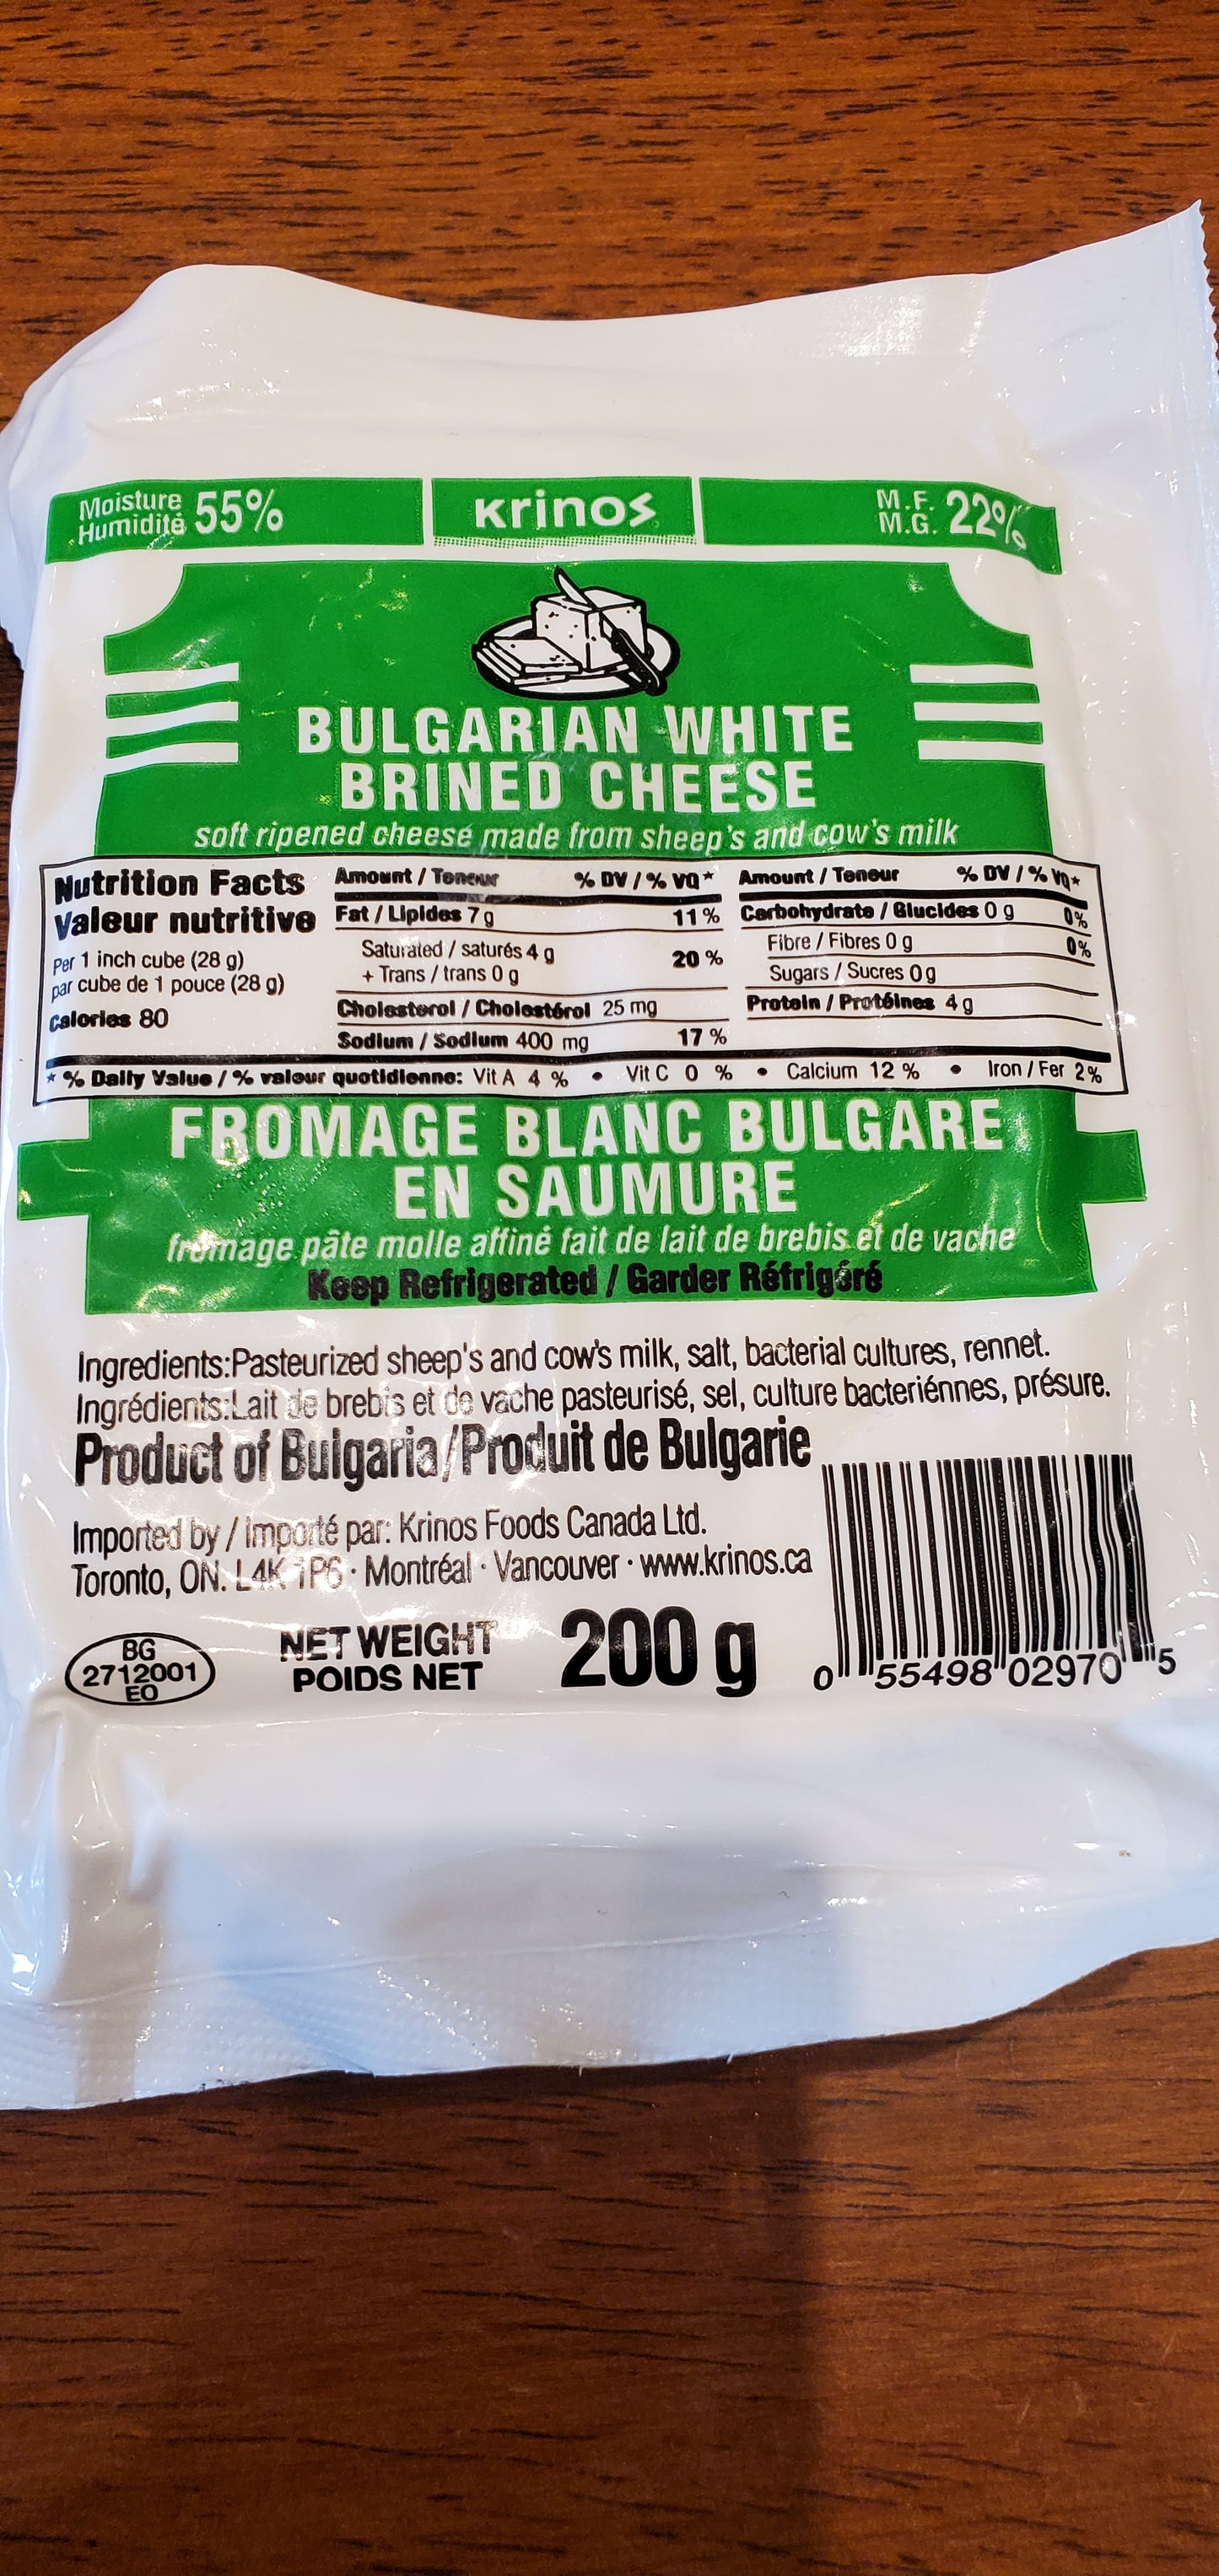 Moisture
Humidité 55%
Krinos
M.F.
M.G. 22%
BULGARIAN WHITE
BRINED CHEESE
soft ripened cheese made from sheep's and cow's milk
Nutrition Facts
Valeur nutritive
Per 1 inch cube (28 g)
par cube de 1 pouce (28 g)
Calories 80
Amount / Teneur % DV / % VQ*
Fat / Lipides 7 g 11 %
Saturated / saturés 4 g
+ Trans / trans 0 g 20 %
Cholesterol / Cholestérol 25 mg
Sodium / Sodium 400 mg 17 %
Amount / Teneur % DV / % VQ*
Carbohydrate / Glucides 0 g 0%
Fibre / Fibres 0 g 0%
Sugars / Sucres 0 g
Protein / Protéines 4 g
* % Daily Value / % valeur quotidienne: Vit A 4 % • Vit C 0 % • Calcium 12 % • Iron / Fer 2%
FROMAGE BLANC BULGARE
EN SAUMURE
fromage pâte molle affiné fait de lait de brebis et de vache
Keep Refrigerated / Garder Réfrigéré
Ingredients:Pasteurized sheep's and cow's milk, salt, bacterial cultures, rennet.
Ingrédients:Lait de brebis et de vache pasteurisé, sel, culture bacteriénnes, présure.
Product of Bulgaria/Produit de Bulgarie
Imported by / Importé par: Krinos Foods Canada Ltd.
Toronto, ON. L4K 1P6 · Montréal · Vancouver · www.krinos.ca
BG
2712001
EO
NET WEIGHT
POIDS NET
200 g
0 55498 02970 5